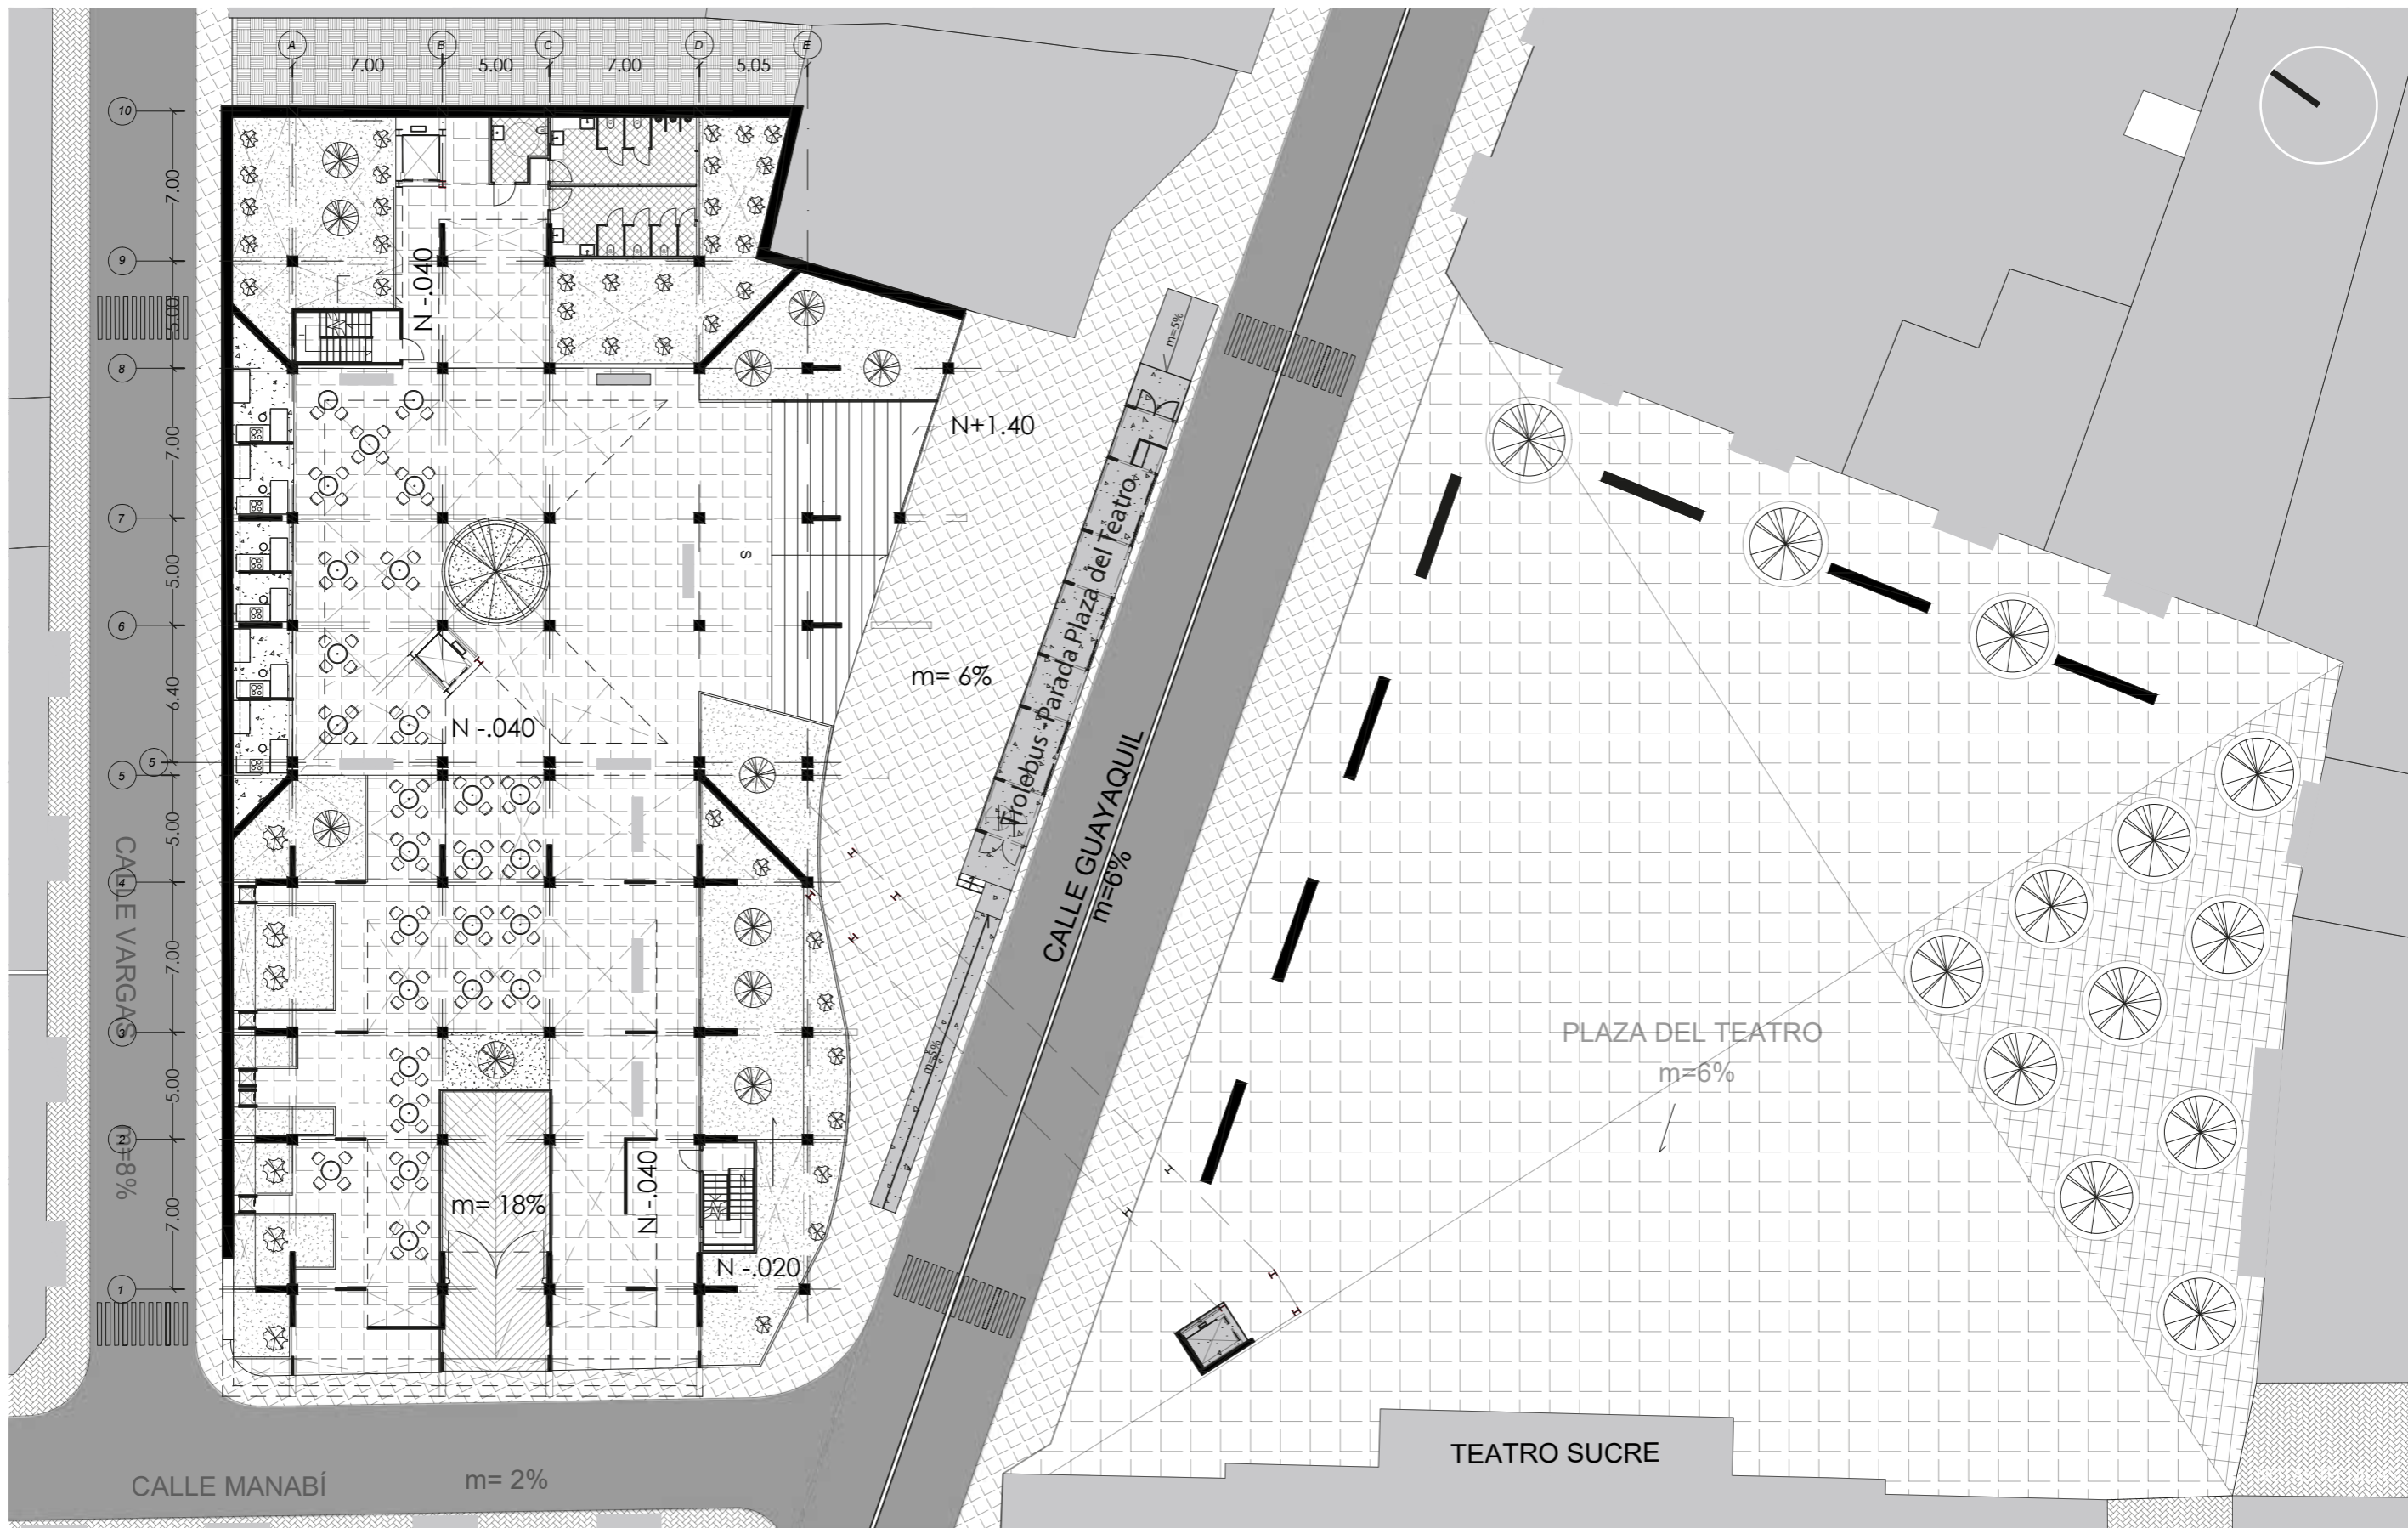 A
B
C
D
E
7.00
5.00
7.00
5.05
10
7.00
9
N -.040
5.00
8
m=5%
N+1.40
7.00
7
Trolebus -Parada Plaza del Teatro
S
5.00
6
m= 6%
6.40
N -.040
5
5
CALLE GUAYAQUIL
m=6%
5.00
CALLE VARGAS
m=8%
4
7.00
3
PLAZA DEL TEATRO
m=6%
m=5%
5.00
2
7.00
m= 18%
N -.040
N -.020
1
TEATRO SUCRE
CALLE MANABÍ
m= 2%